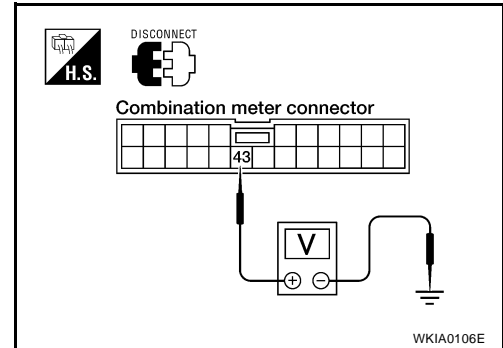 DISCONNECT
H.S.
Combination meter connector
43
V
+ −
WKIA0106E